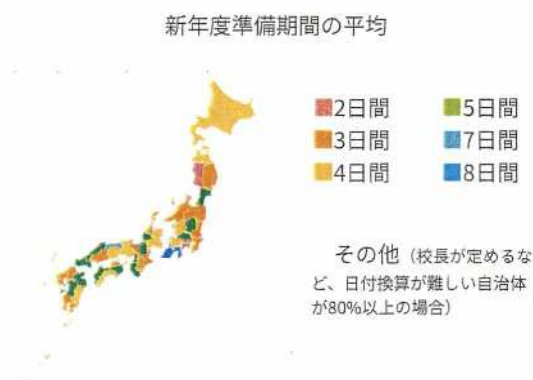 新年度準備期間の平均
2日間
5日間
3日間
7日間
4日間
8日間
その他（校長が定めるな
ど、日付換算が難しい自治体
が80%以上の場合）